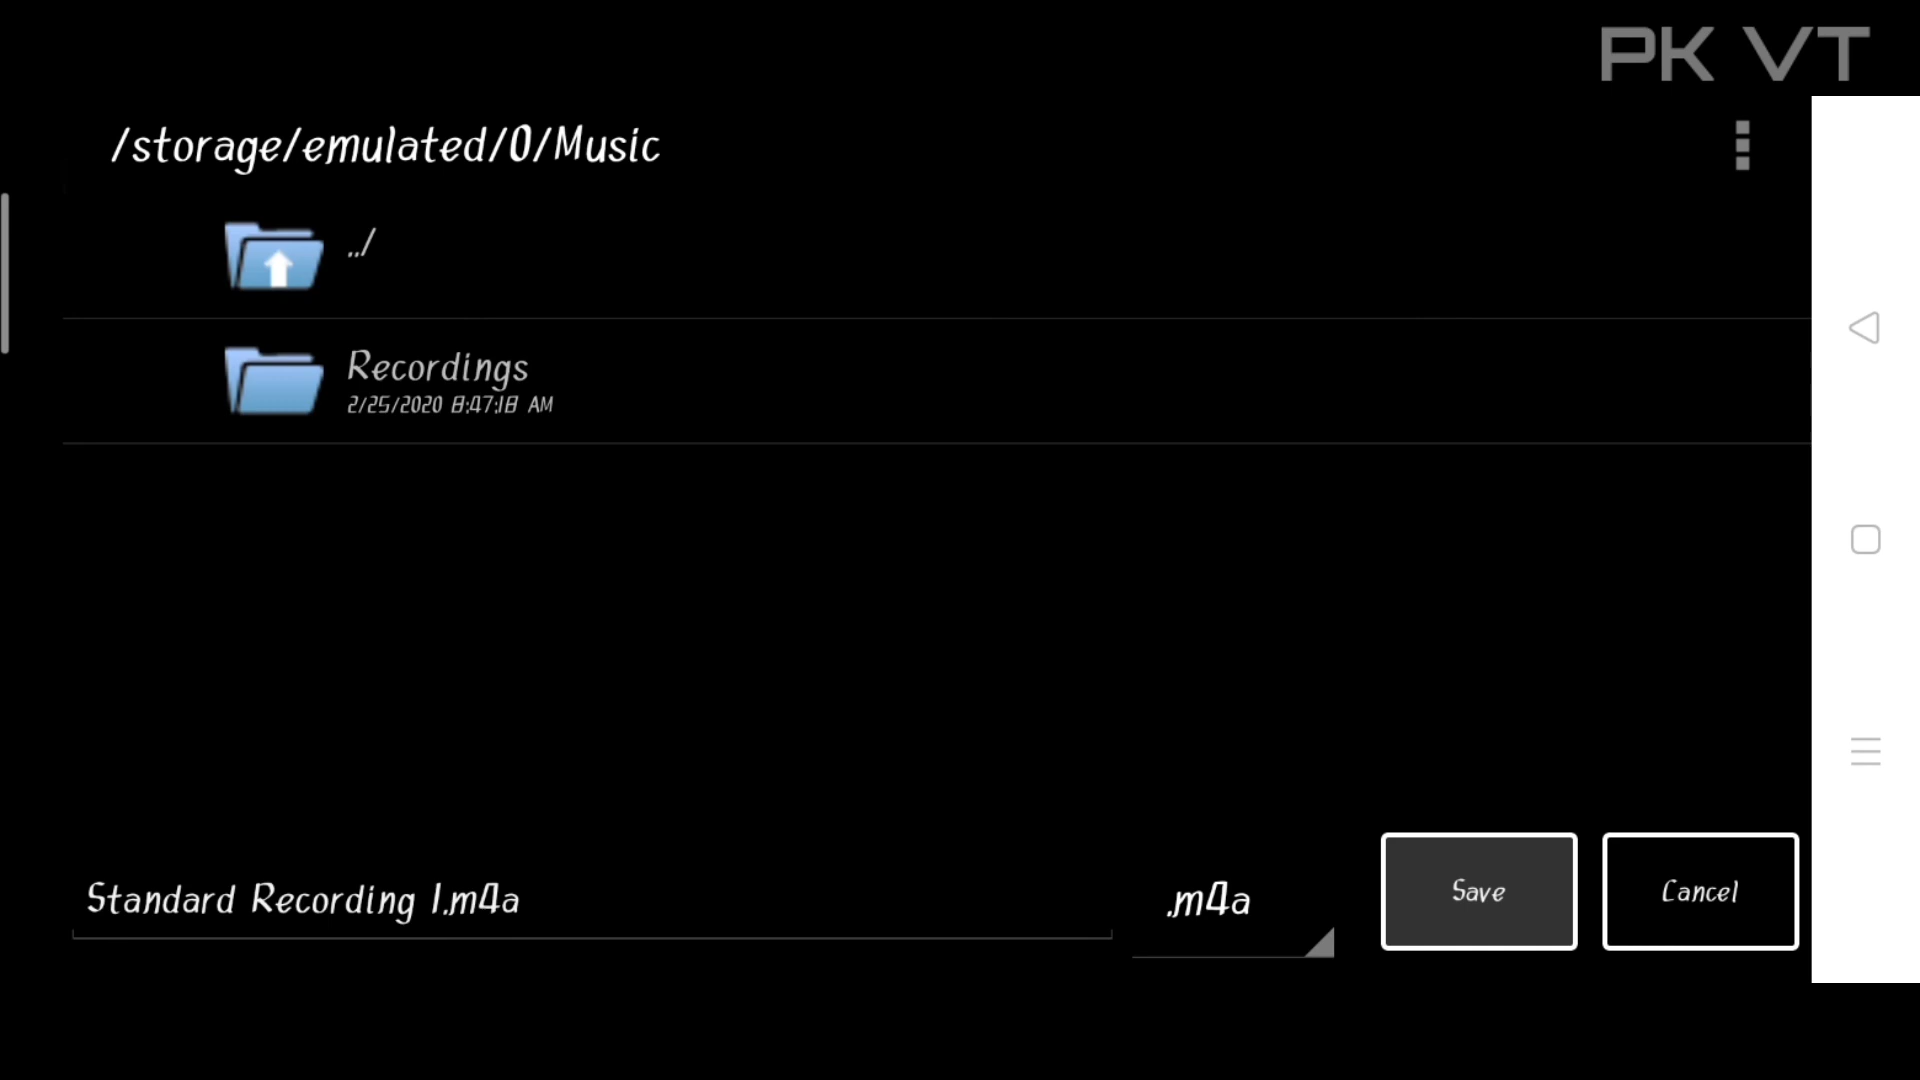 PK VT
/storage/emulated/0/Music
../
Recordings
2/25/2020 8:47:18 AM
Standard Recording 1.m4a
.m4a
Save
Cancel